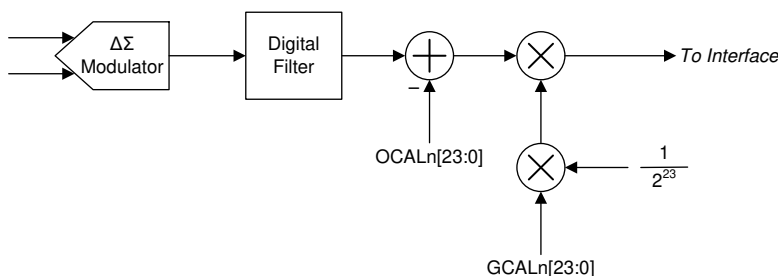 ΔΣ
Modulator
Digital
Filter
+
−
×
To Interface
OCALn[23:0]
×
1
2^23
GCALn[23:0]